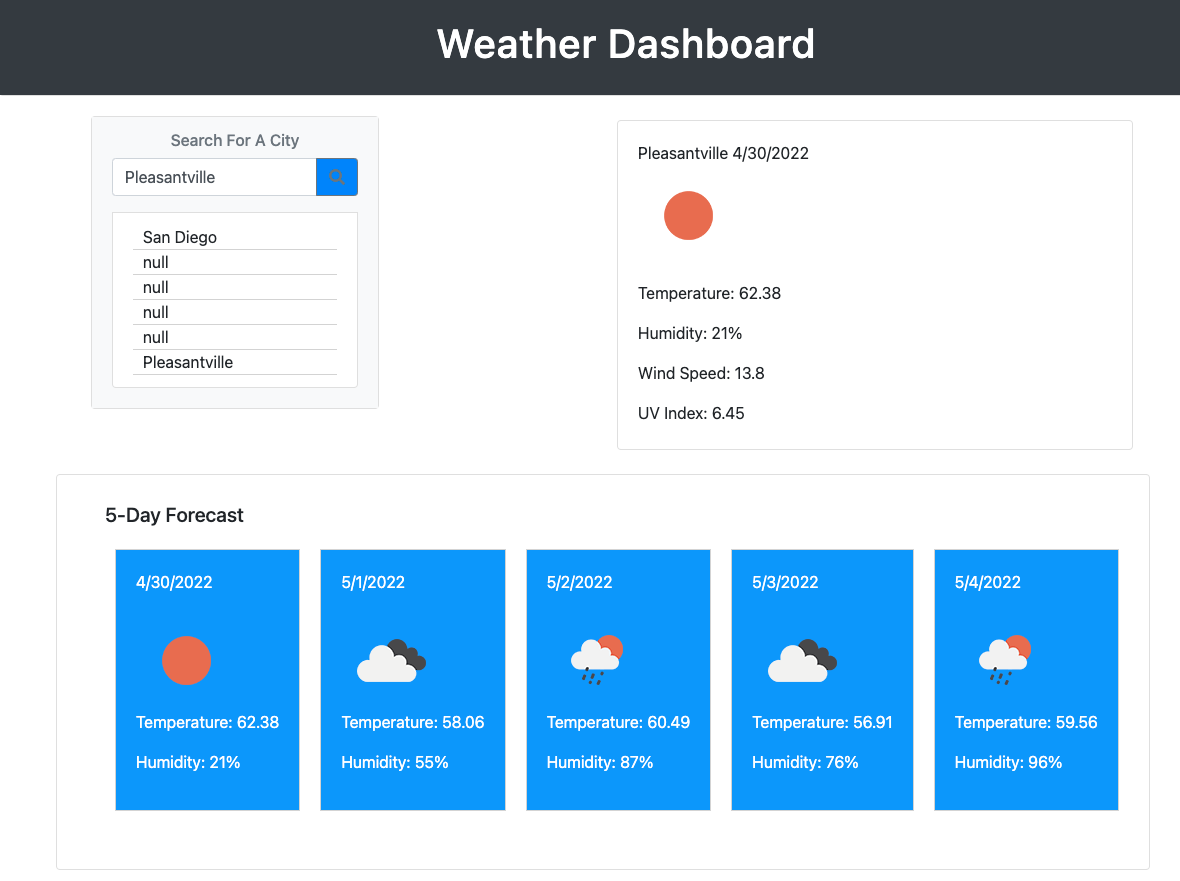 Weather Dashboard
Search For A City
Pleasantville
San Diego
null
null
null
null
Pleasantville
Pleasantville 4/30/2022
Temperature: 62.38
Humidity: 21%
Wind Speed: 13.8
UV Index: 6.45
5-Day Forecast
4/30/2022
Temperature: 62.38
Humidity: 21%
5/1/2022
Temperature: 58.06
Humidity: 55%
5/2/2022
Temperature: 60.49
Humidity: 87%
5/3/2022
Temperature: 56.91
Humidity: 76%
5/4/2022
Temperature: 59.56
Humidity: 96%